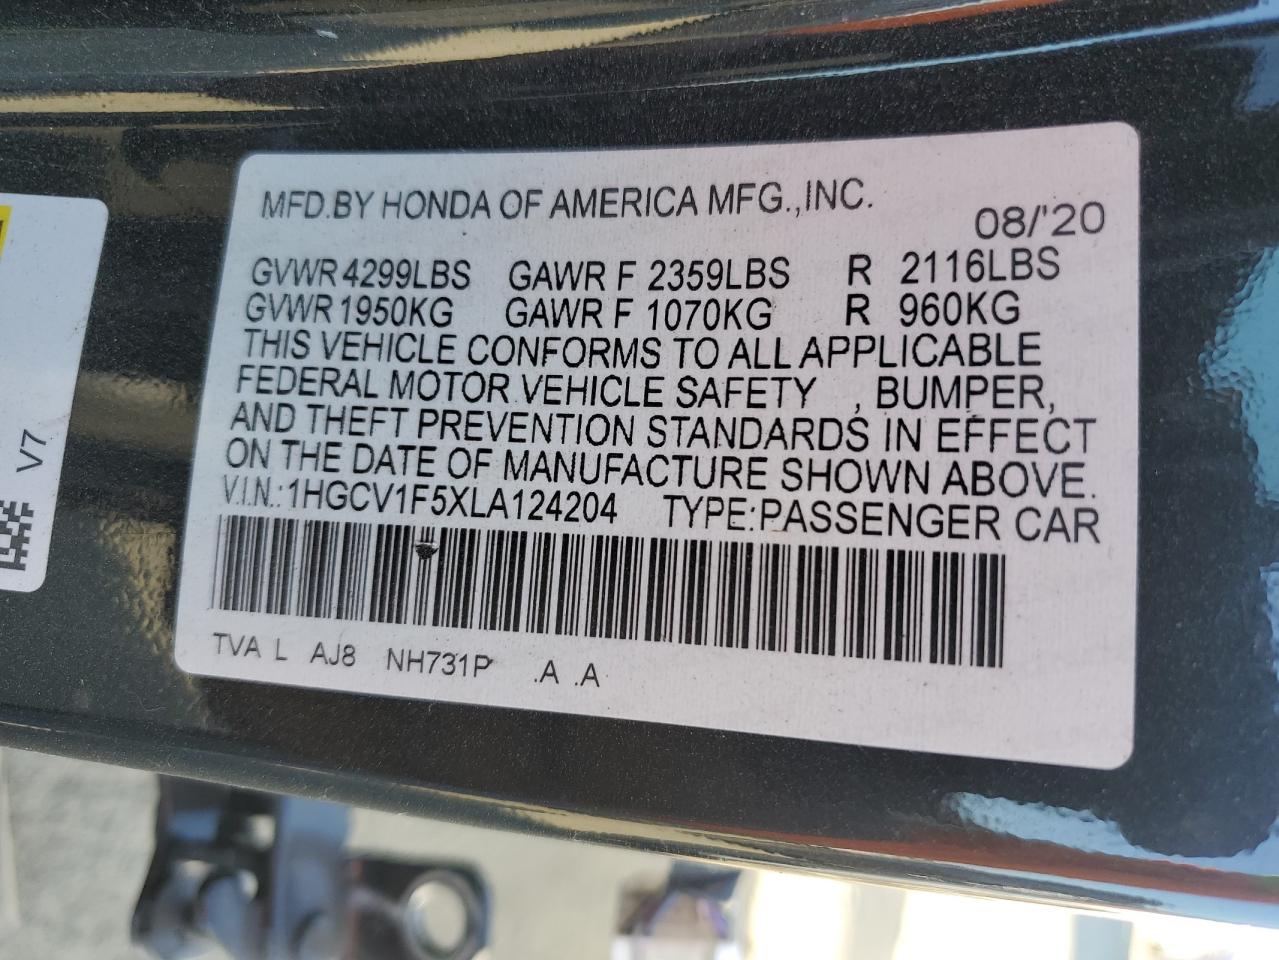 MFD.BY HONDA OF AMERICA MFG.,INC.
08/'20
GVWR 4299LBS GAWR F 2359LBS R 2116LBS
GVWR 1950KG GAWR F 1070KG R 960KG
THIS VEHICLE CONFORMS TO ALL APPLICABLE
FEDERAL MOTOR VEHICLE SAFETY , BUMPER,
AND THEFT PREVENTION STANDARDS IN EFFECT
ON THE DATE OF MANUFACTURE SHOWN ABOVE.
V.I.N.:1HGCV1F5XLA124204 TYPE:PASSENGER CAR
TVA L AJ8 NH731P .A .A
V7